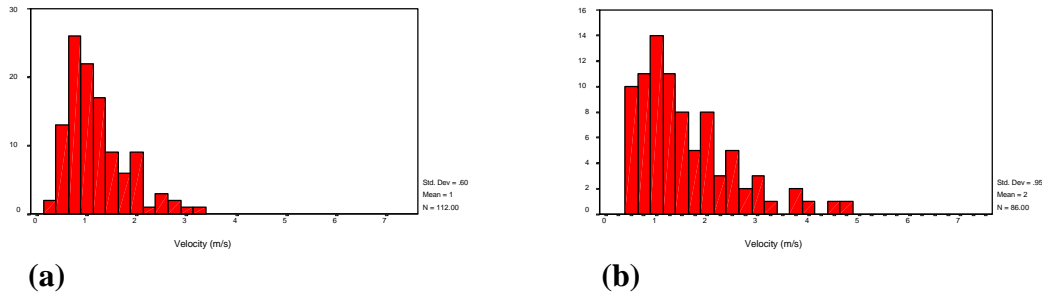 30
20
10
0
0 1 2 3 4 5 6 7
Velocity (m/s)
Std. Dev = .60
Mean = 1
N = 112.00
(a)
16
14
12
10
8
6
4
2
0
0 1 2 3 4 5 6 7
Velocity (m/s)
Std. Dev = .95
Mean = 2
N = 86.00
(b)